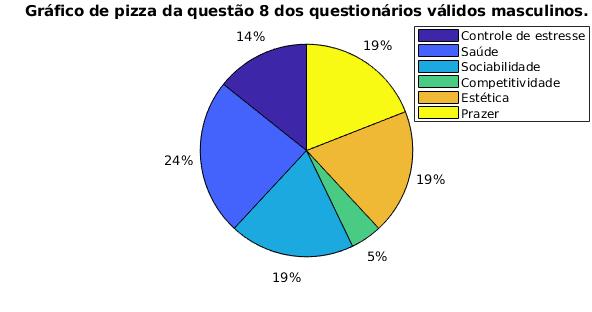 Gráfico de pizza da questão 8 dos questionários válidos masculinos.
Controle de estresse
Saúde
Sociabilidade
Competitividade
Estética
Prazer
14%
19%
24%
19%
19%
5%